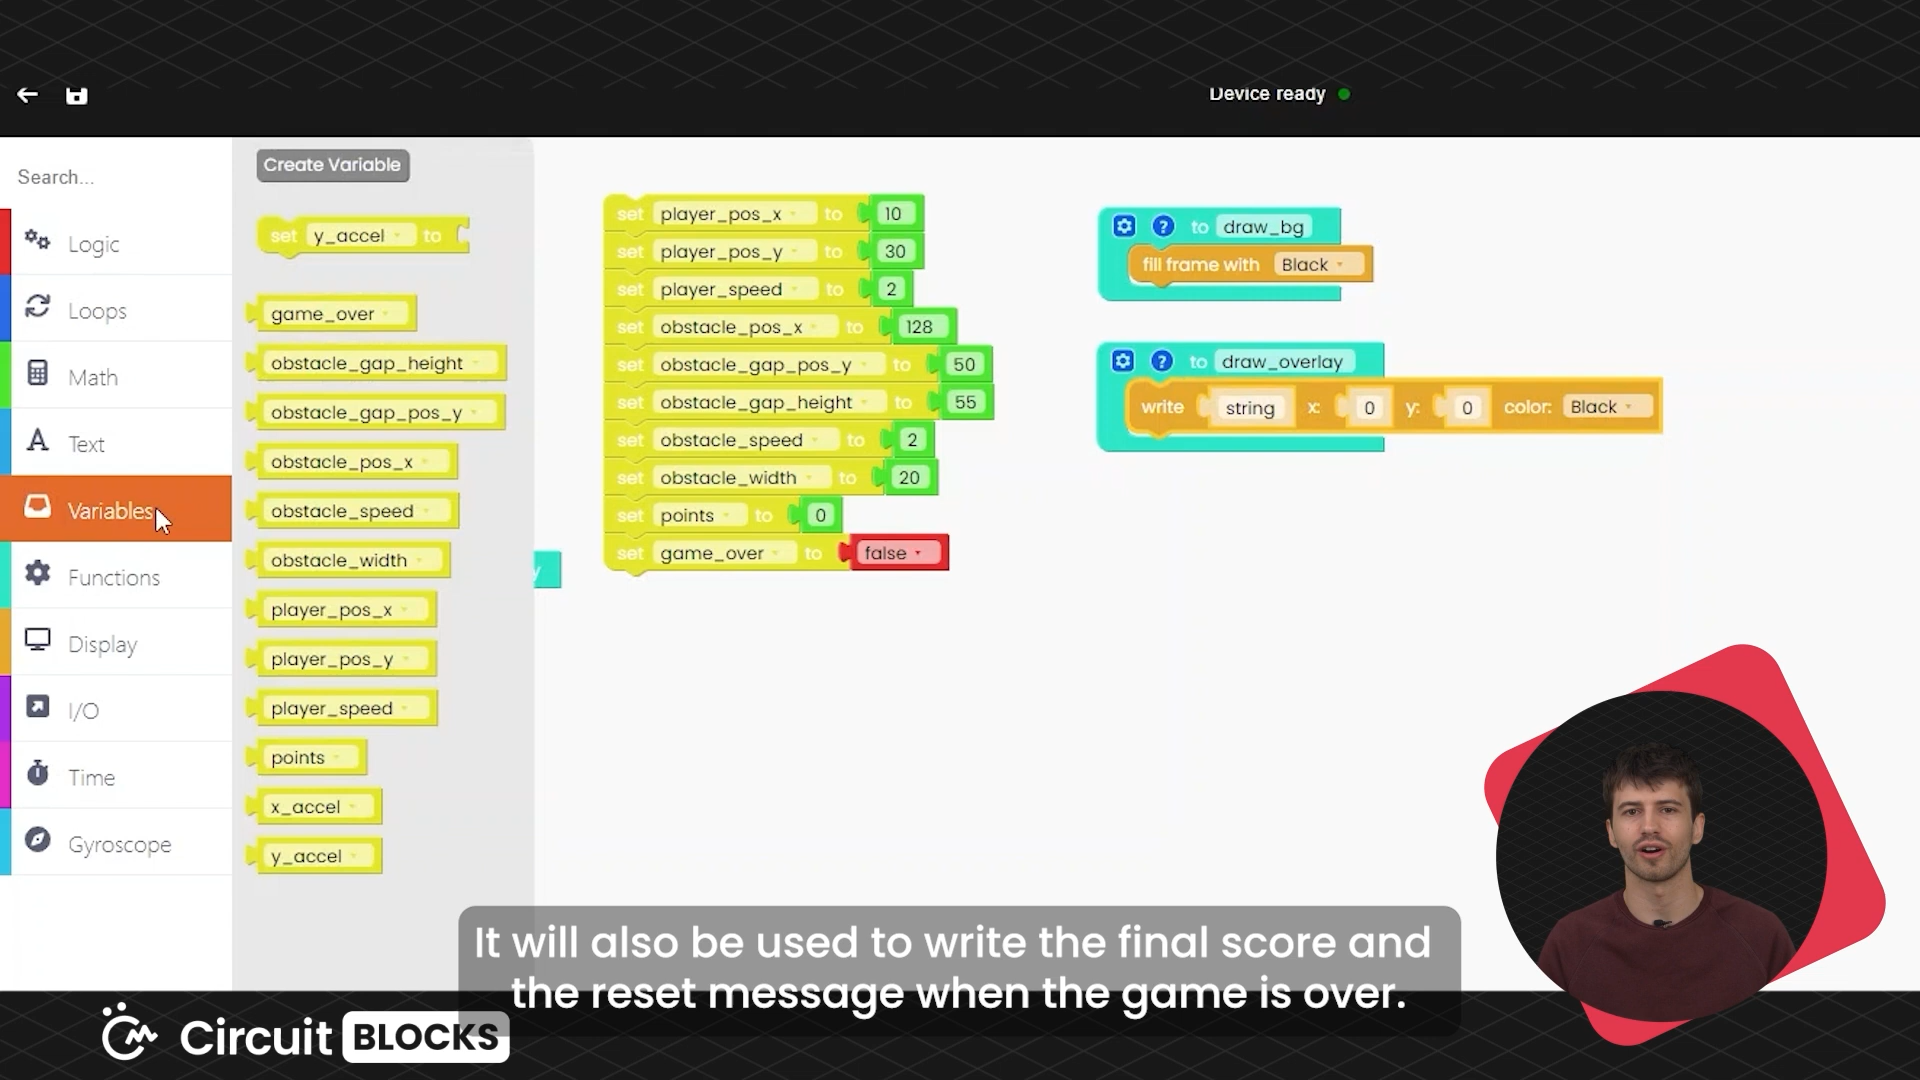 Device ready
Search...
Logic
Loops
Math
Text
Variables
Functions
Display
I/O
Time
Gyroscope
Create Variable
set y_accel to
game_over
obstacle_gap_height
obstacle_gap_pos_y
obstacle_pos_x
obstacle_speed
obstacle_width
player_pos_x
player_pos_y
player_speed
points
x_accel
y_accel
y
set player_pos_x to 10
set player_pos_y to 30
set player_speed to 2
set obstacle_pos_x to 128
set obstacle_gap_pos_y to 50
set obstacle_gap_height to 55
set obstacle_speed to 2
set obstacle_width to 20
set points to 0
set game_over to false
? to draw_bg
fill frame with Black
? to draw_overlay
write string x: 0 y: 0 color: Black
It will also be used to write the final score and
the reset message when the game is over.
Circuit BLOCKS